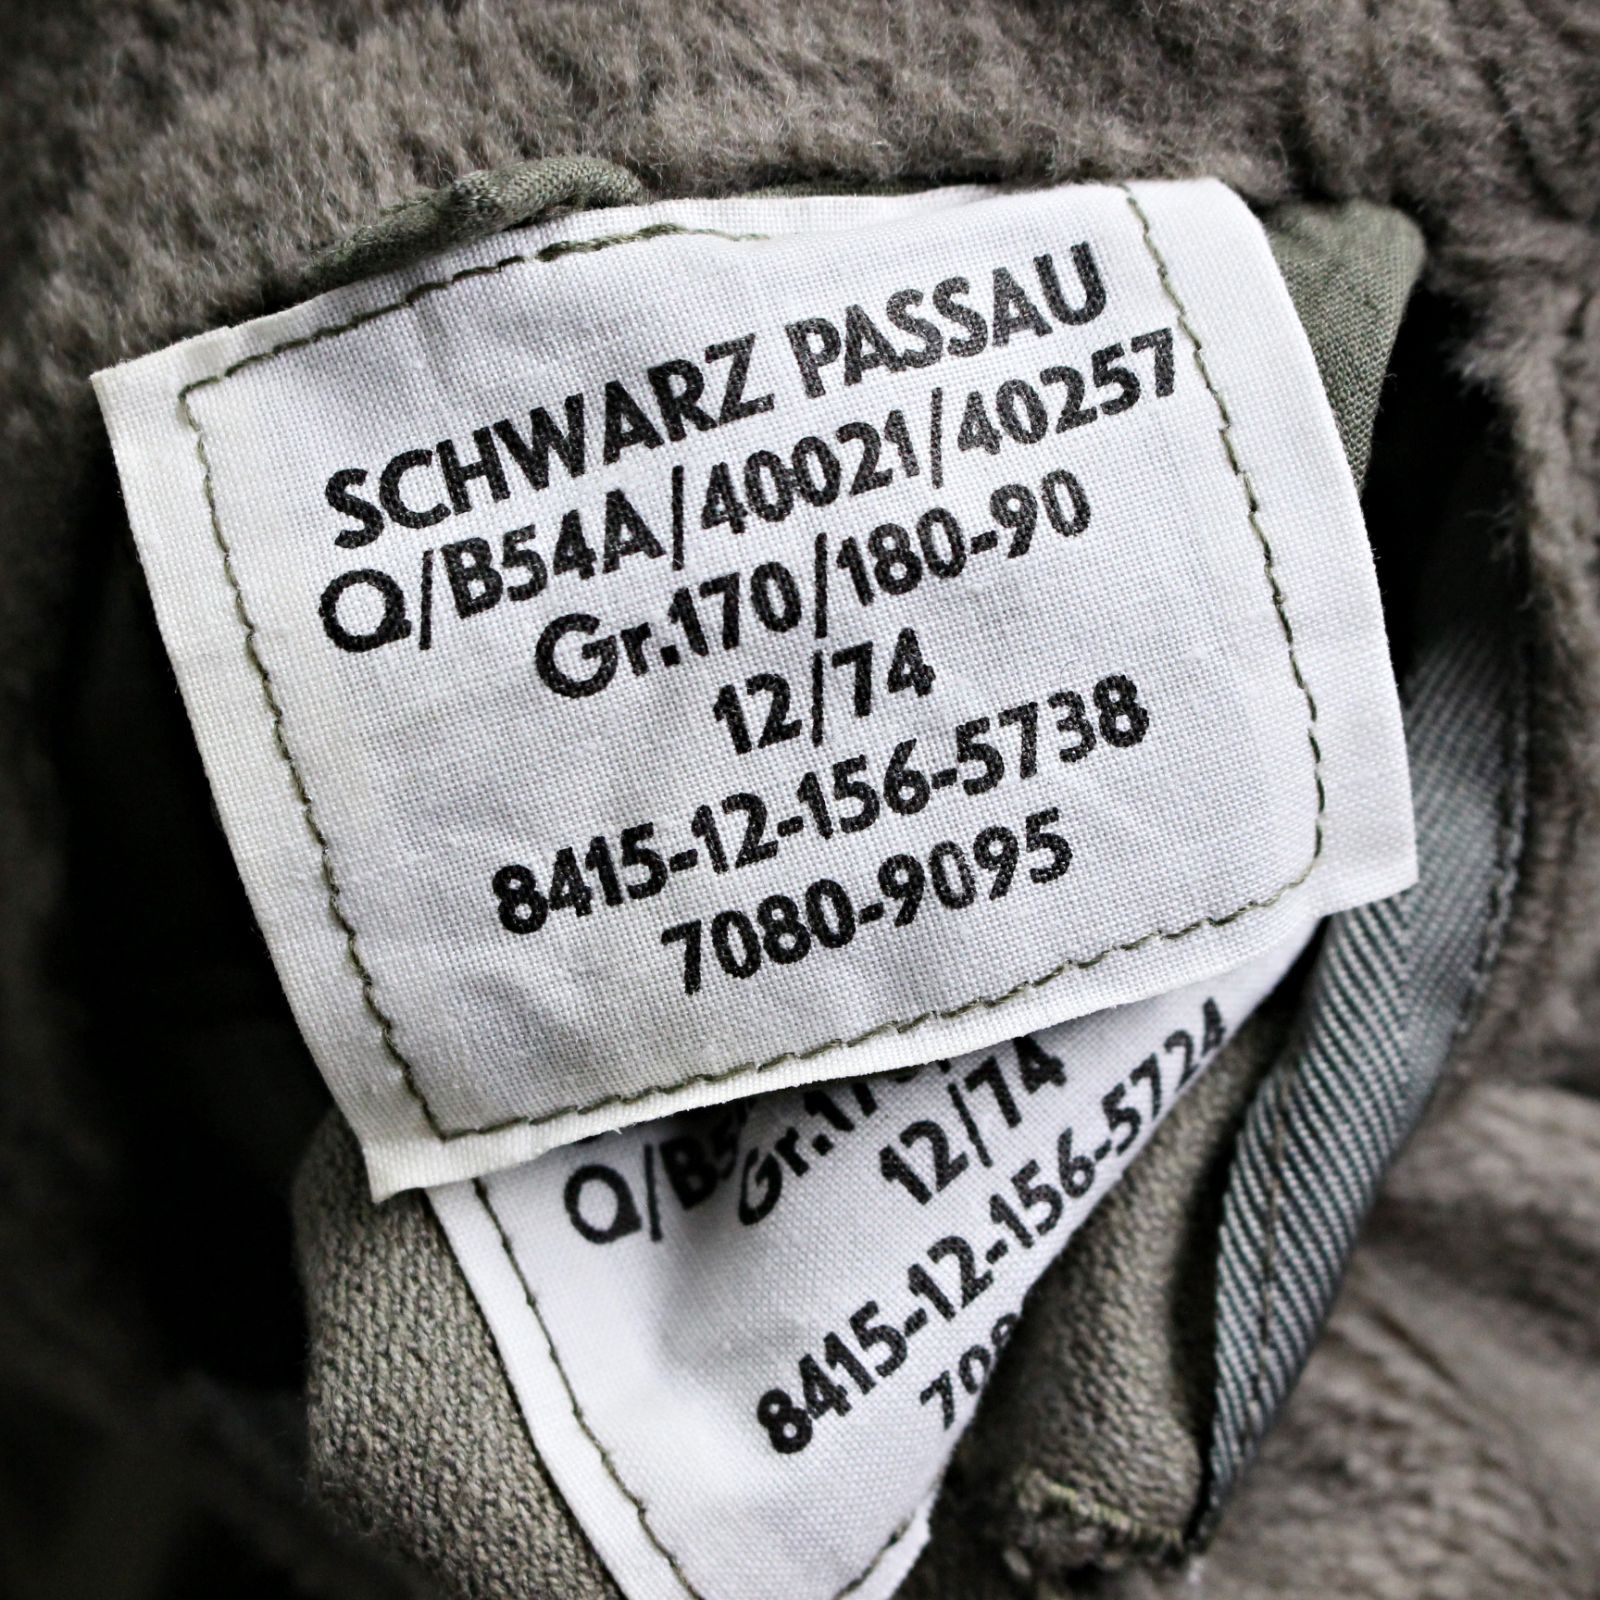 SCHWARZ PASSAU
Q/B54A/40021/40257
Gr.170/180-90
12/74
8415-12-156-5738
7080-9095
12/74
8415-12-156-5724